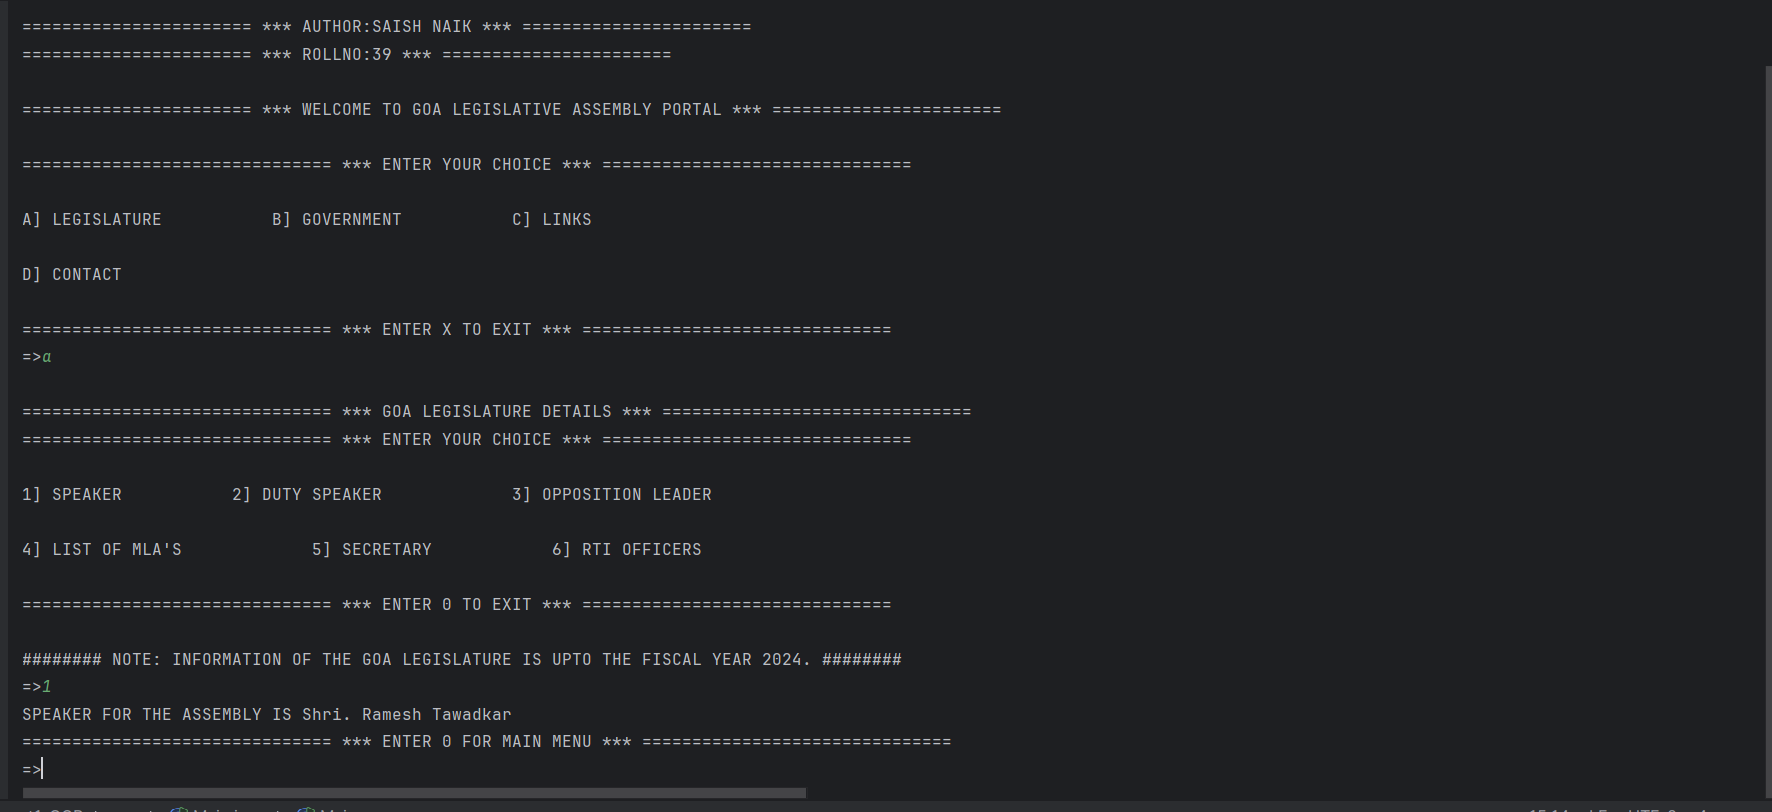 ======================= *** AUTHOR:SAISH NAIK *** =======================
======================= *** ROLLNO:39 *** =======================
======================= *** WELCOME TO GOA LEGISLATIVE ASSEMBLY PORTAL *** =======================
=============================== *** ENTER YOUR CHOICE *** ===============================
A] LEGISLATURE           B] GOVERNMENT           C] LINKS
D] CONTACT
=============================== *** ENTER X TO EXIT *** ===============================
=>a
=============================== *** GOA LEGISLATURE DETAILS *** ===============================
=============================== *** ENTER YOUR CHOICE *** ===============================
1] SPEAKER           2] DUTY SPEAKER             3] OPPOSITION LEADER
4] LIST OF MLA'S             5] SECRETARY            6] RTI OFFICERS
=============================== *** ENTER 0 TO EXIT *** ===============================
######## NOTE: INFORMATION OF THE GOA LEGISLATURE IS UPTO THE FISCAL YEAR 2024. ########
=>1
SPEAKER FOR THE ASSEMBLY IS Shri. Ramesh Tawadkar
=============================== *** ENTER 0 FOR MAIN MENU *** ===============================
=>